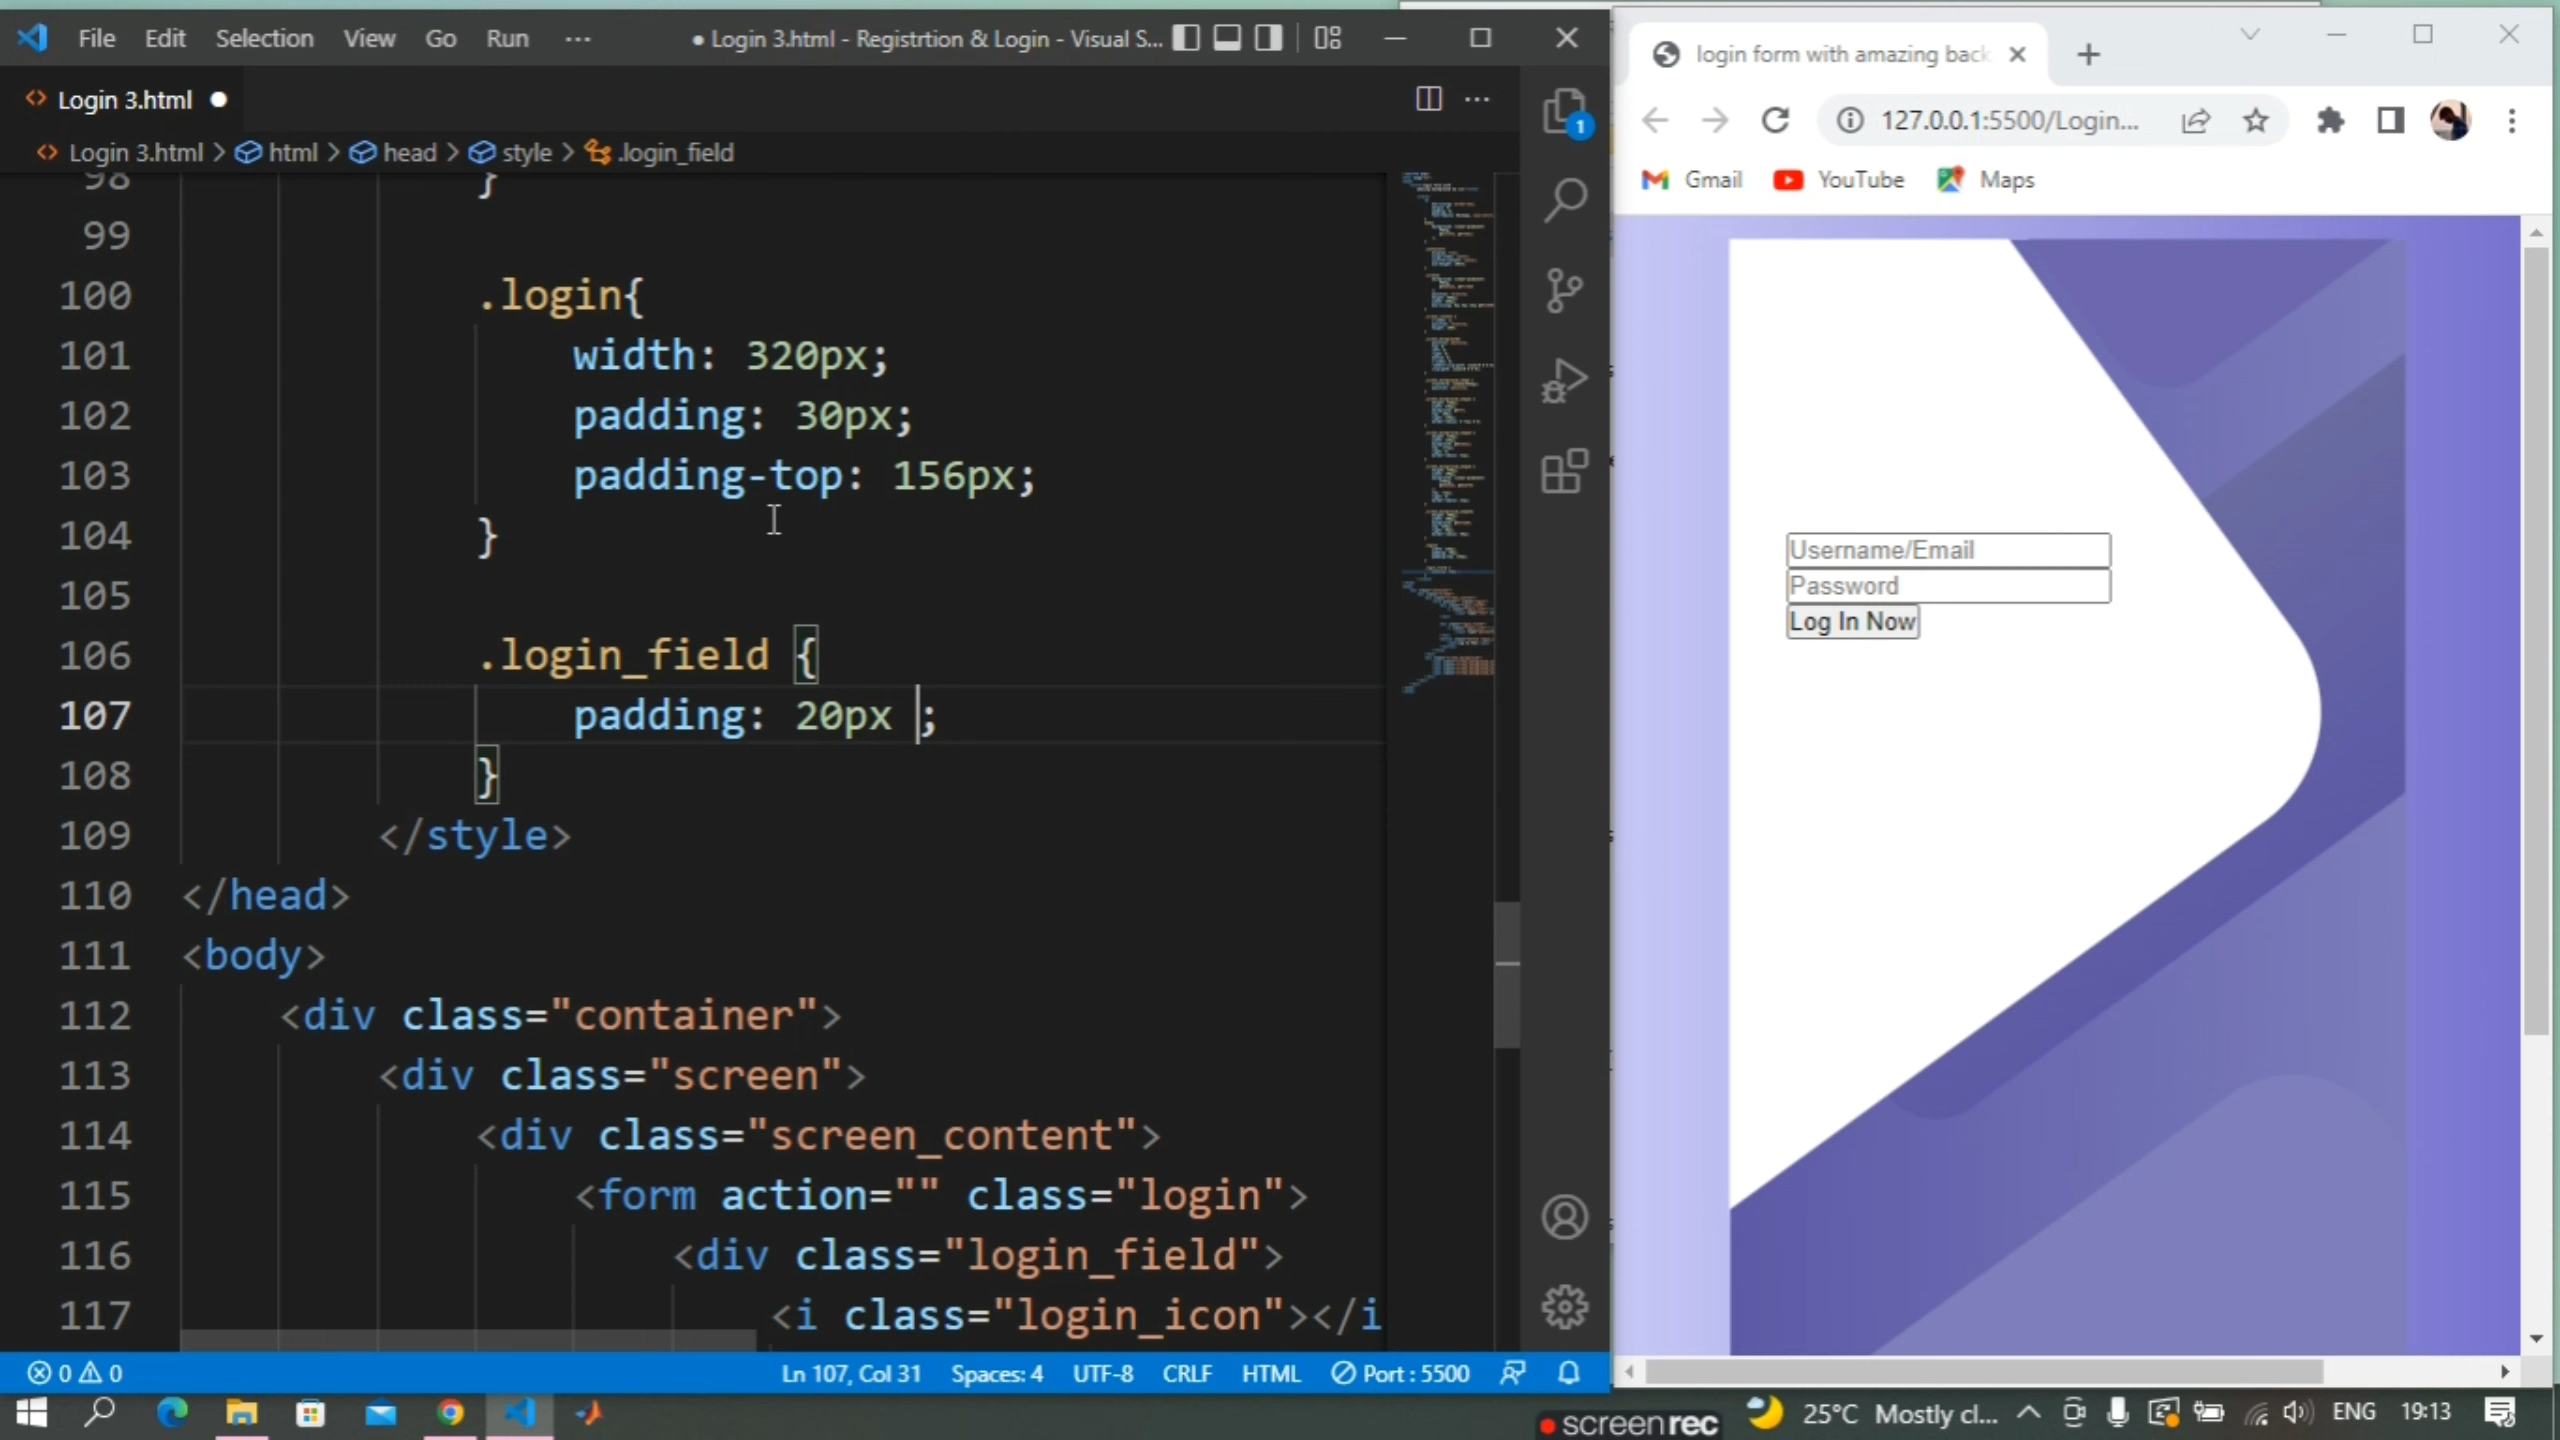 File Edit Selection View Go Run ··· ● Login 3.html - Registrtion & Login - Visual S...
Login 3.html ●
Login 3.html > html > head > style > .login_field
98 }
99
100 .login{
101 width: 320px;
102 padding: 30px;
103 padding-top: 156px;
104 }
105
106 .login_field {
107 padding: 20px ;
108 }
109 </style>
110 </head>
111 <body>
112 <div class="container">
113 <div class="screen">
114 <div class="screen_content">
115 <form action="" class="login">
116 <div class="login_field">
117 <i class="login_icon"></i
1
0 0 Ln 107, Col 31 Spaces: 4 UTF-8 CRLF HTML Port : 5500
login form with amazing back
127.0.0.1:5500/Login...
Gmail YouTube Maps
Username/Email
Password
Log In Now
screenrec 25°C Mostly cl... ENG 19:13